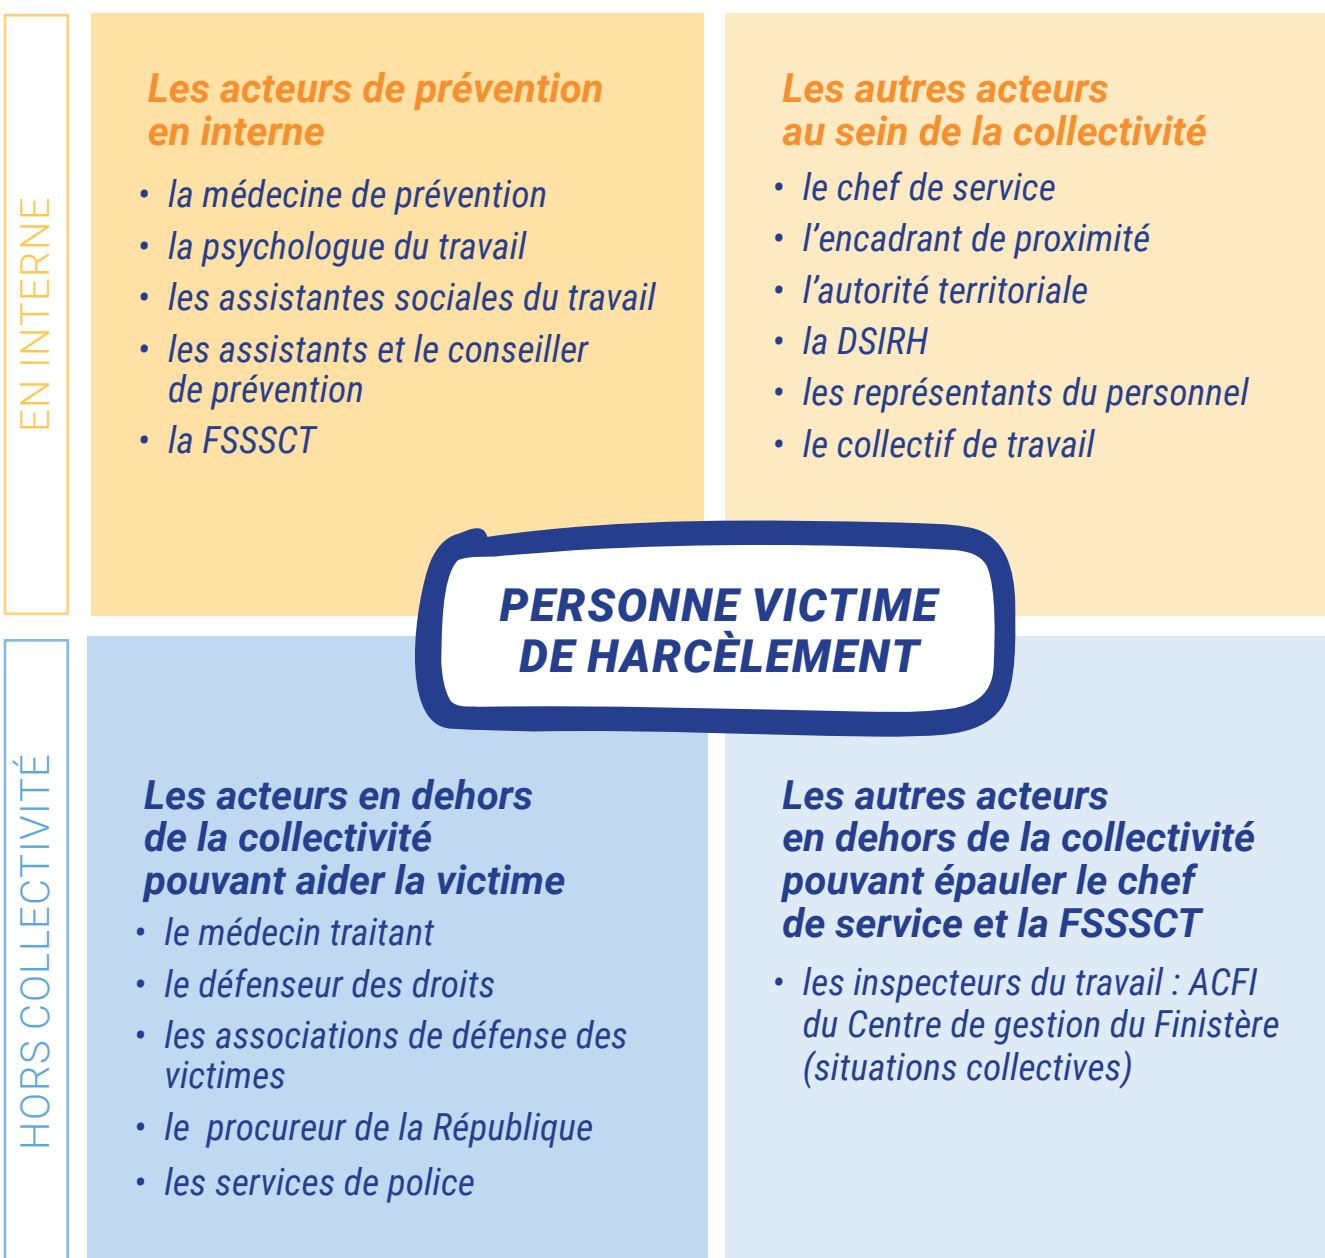 EN INTERNE
Les acteurs de prévention
en interne
• la médecine de prévention
• la psychologue du travail
• les assistantes sociales du travail
• les assistants et le conseiller
de prévention
• la FSSSCT
Les autres acteurs
au sein de la collectivité
• le chef de service
• l’encadrant de proximité
• l’autorité territoriale
• la DSIRH
• les représentants du personnel
• le collectif de travail
PERSONNE VICTIME
DE HARCÈLEMENT
HORS COLLECTIVITÉ
Les acteurs en dehors
de la collectivité
pouvant aider la victime
• le médecin traitant
• le défenseur des droits
• les associations de défense des
victimes
• le procureur de la République
• les services de police
Les autres acteurs
en dehors de la collectivité
pouvant épauler le chef
de service et la FSSSCT
• les inspecteurs du travail : ACFI
du Centre de gestion du Finistère
(situations collectives)